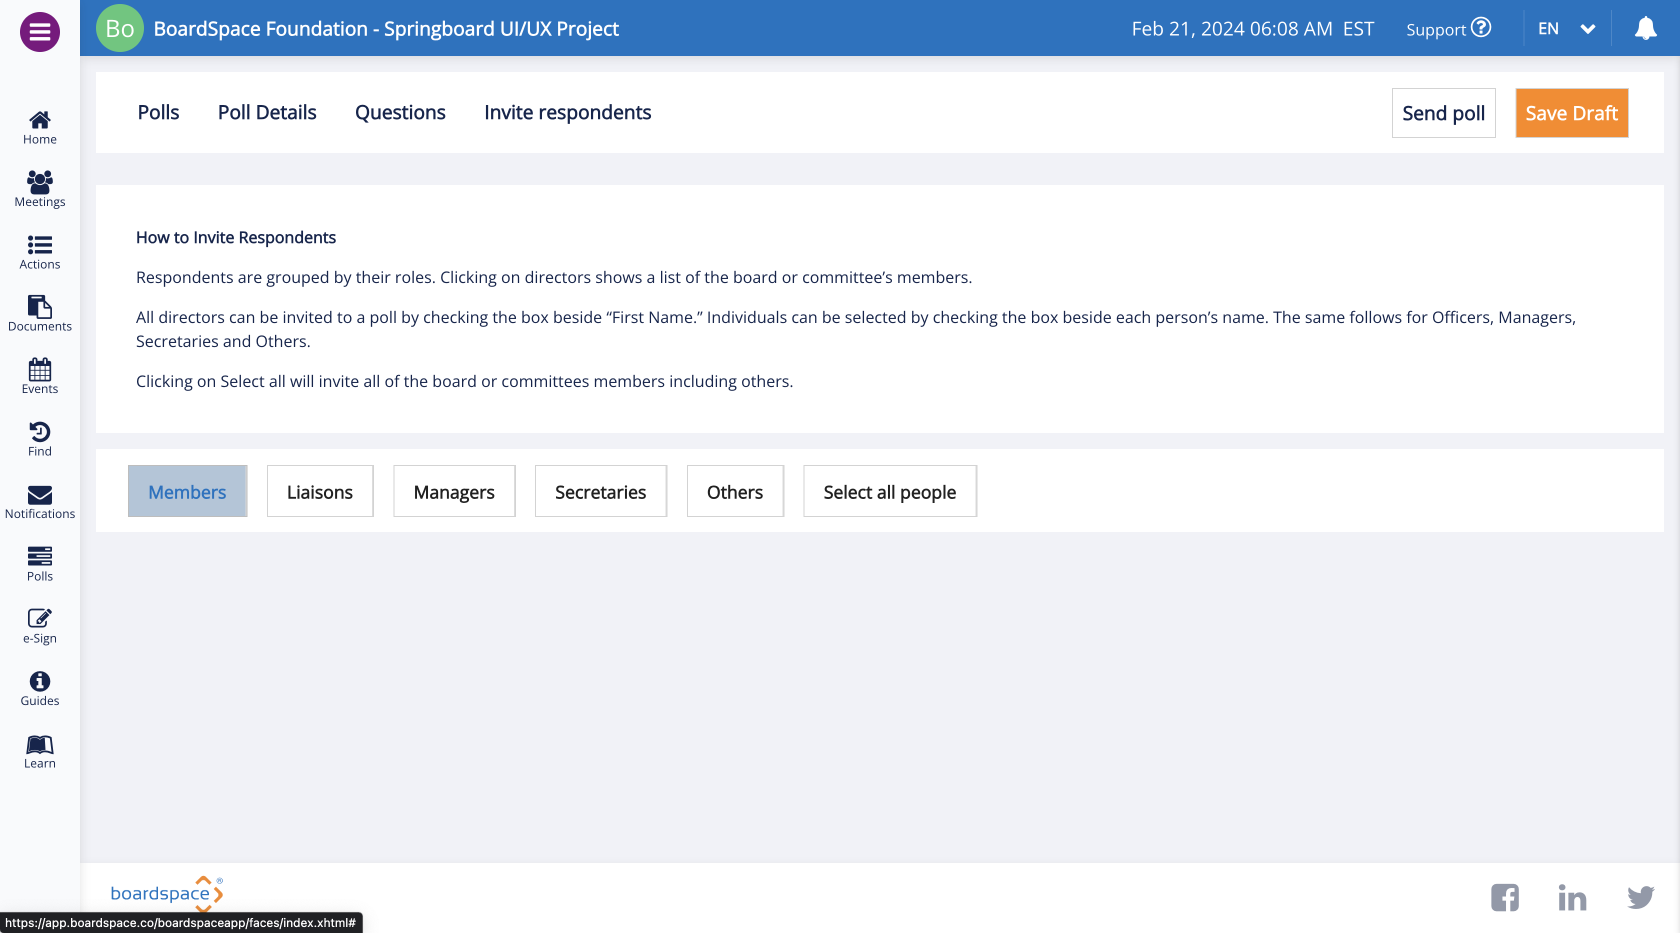 Bo BoardSpace Foundation - Springboard UI/UX Project Feb 21, 2024 06:08 AM EST Support EN
Polls Poll Details Questions Invite respondents Send poll Save Draft
Home
Meetings
Actions
Documents
Events
Find
Notifications
Polls
e-Sign
Guides
Learn
How to Invite Respondents
Respondents are grouped by their roles. Clicking on directors shows a list of the board or committee’s members.
All directors can be invited to a poll by checking the box beside “First Name.” Individuals can be selected by checking the box beside each person’s name. The same follows for Officers, Managers,
Secretaries and Others.
Clicking on Select all will invite all of the board or committees members including others.
Members Liaisons Managers Secretaries Others Select all people
boardspace®
https://app.boardspace.co/boardspaceapp/faces/index.xhtml#